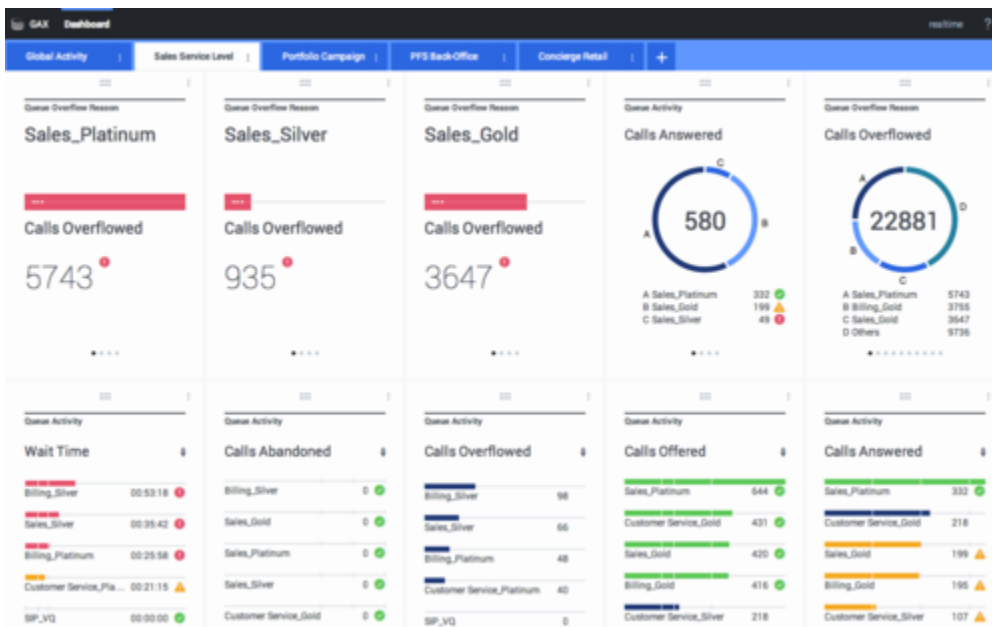 GAX Dashboard realtime ?
Global Activity Sales Service Level Portfolio Campaign PFS Back-Office Concierge Retail +
Queue Overflow Reason
Sales_Platinum
Calls Overflowed
5743
Queue Overflow Reason
Sales_Silver
Calls Overflowed
935
Queue Overflow Reason
Sales_Gold
Calls Overflowed
3647
Queue Activity
Calls Answered
C
580
A
B
A Sales_Platinum 332
B Sales_Gold 199
C Sales_Silver 49
Queue Overflow Reason
Calls Overflowed
A
22881
D
B
C
A Sales_Platinum 5743
B Billing_Gold 3755
C Sales_Gold 3647
D Others 9736
Queue Activity
Wait Time
Billing_Silver 00:53:18
Sales_Silver 00:35:42
Billing_Platinum 00:25:58
Customer Service_Pla... 00:21:15
SIP_VQ 00:00:00
Queue Activity
Calls Abandoned
Billing_Silver 0
Sales_Gold 0
Sales_Platinum 0
Sales_Silver 0
Customer Service_Gold 0
Queue Activity
Calls Overflowed
Billing_Silver 98
Sales_Silver 66
Billing_Platinum 48
Customer Service_Platinum 40
SIP_VQ 0
Queue Activity
Calls Offered
Sales_Platinum 644
Customer Service_Gold 431
Sales_Gold 420
Billing_Gold 416
Customer Service_Silver 218
Queue Activity
Calls Answered
Sales_Platinum 332
Customer Service_Gold 218
Sales_Gold 199
Billing_Gold 195
Customer Service_Silver 107